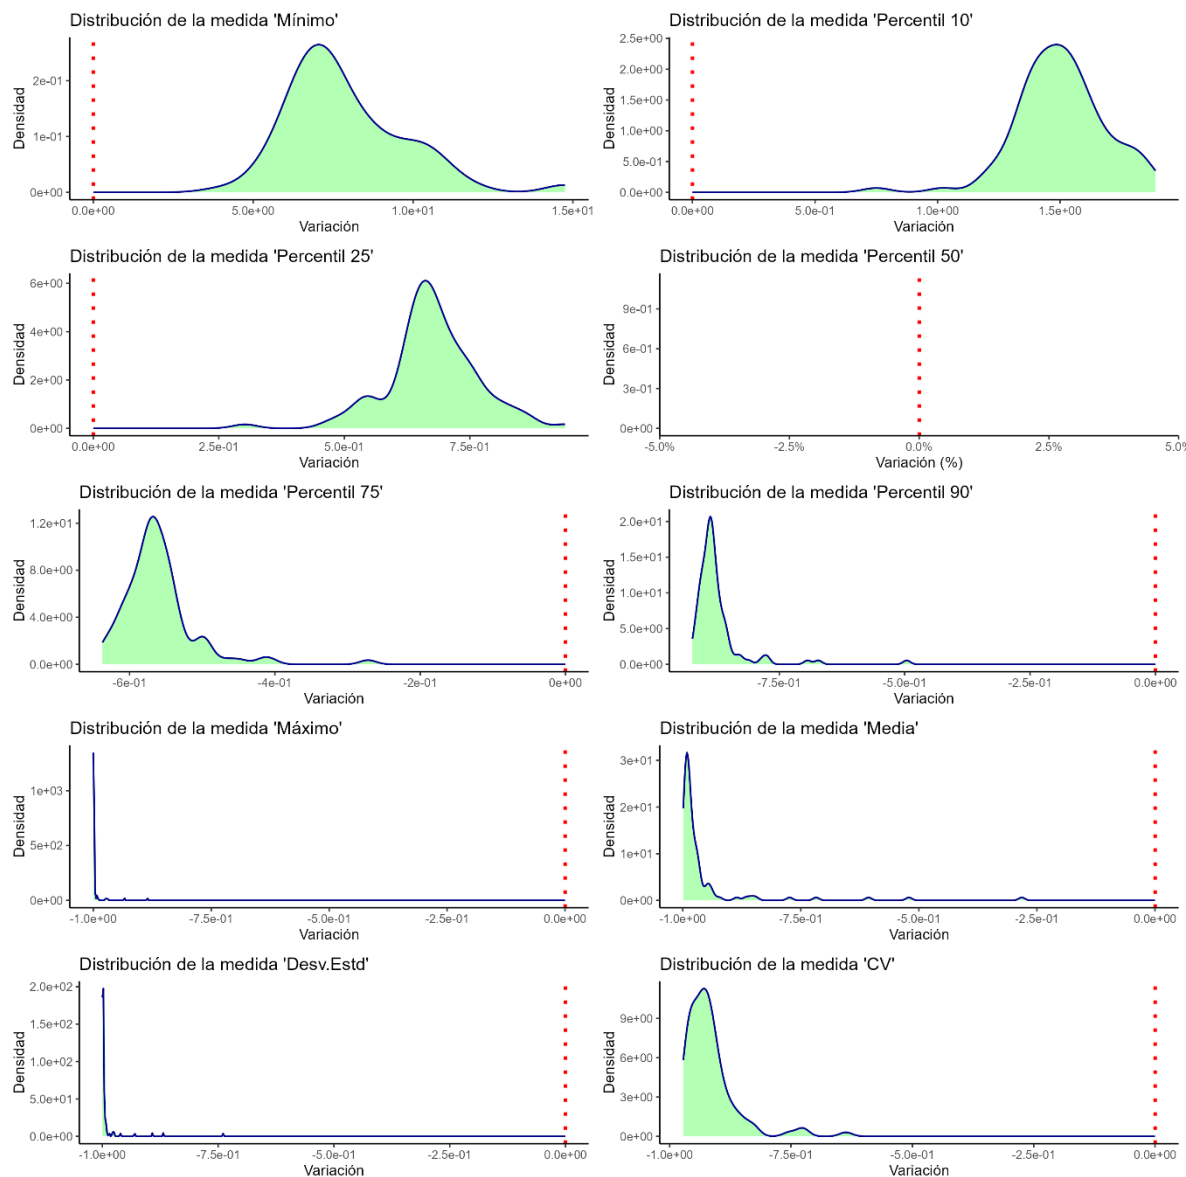 Distribución de la medida 'Mínimo'
Densidad
2e-01
1e-01
0e+00
0.0e+00 5.0e+00 1.0e+01 1.5e+01
Variación
Distribución de la medida 'Percentil 10'
Densidad
2.5e+00
2.0e+00
1.5e+00
1.0e+00
5.0e-01
0.0e+00
0.0e+00 5.0e-01 1.0e+00 1.5e+00
Variación
Distribución de la medida 'Percentil 25'
Densidad
6e+00
4e+00
2e+00
0e+00
0.0e+00 2.5e-01 5.0e-01 7.5e-01
Variación
Distribución de la medida 'Percentil 50'
Densidad
9e-01
6e-01
3e-01
0e+00
-5.0% -2.5% 0.0% 2.5% 5.0%
Variación (%)
Distribución de la medida 'Percentil 75'
Densidad
1.2e+01
8.0e+00
4.0e+00
0.0e+00
-6e-01 -4e-01 -2e-01 0e+00
Variación
Distribución de la medida 'Percentil 90'
Densidad
2.0e+01
1.5e+01
1.0e+01
5.0e+00
0.0e+00
-7.5e-01 -5.0e-01 -2.5e-01 0.0e+00
Variación
Distribución de la medida 'Máximo'
Densidad
1e+03
5e+02
0e+00
-1.0e+00 -7.5e-01 -5.0e-01 -2.5e-01 0.0e+00
Variación
Distribución de la medida 'Media'
Densidad
3e+01
2e+01
1e+01
0e+00
-1.0e+00 -7.5e-01 -5.0e-01 -2.5e-01 0.0e+00
Variación
Distribución de la medida 'Desv.Estd'
Densidad
2.0e+02
1.5e+02
1.0e+02
5.0e+01
0.0e+00
-1.0e+00 -7.5e-01 -5.0e-01 -2.5e-01 0.0e+00
Variación
Distribución de la medida 'CV'
Densidad
9e+00
6e+00
3e+00
0e+00
-1.0e+00 -7.5e-01 -5.0e-01 -2.5e-01 0.0e+00
Variación